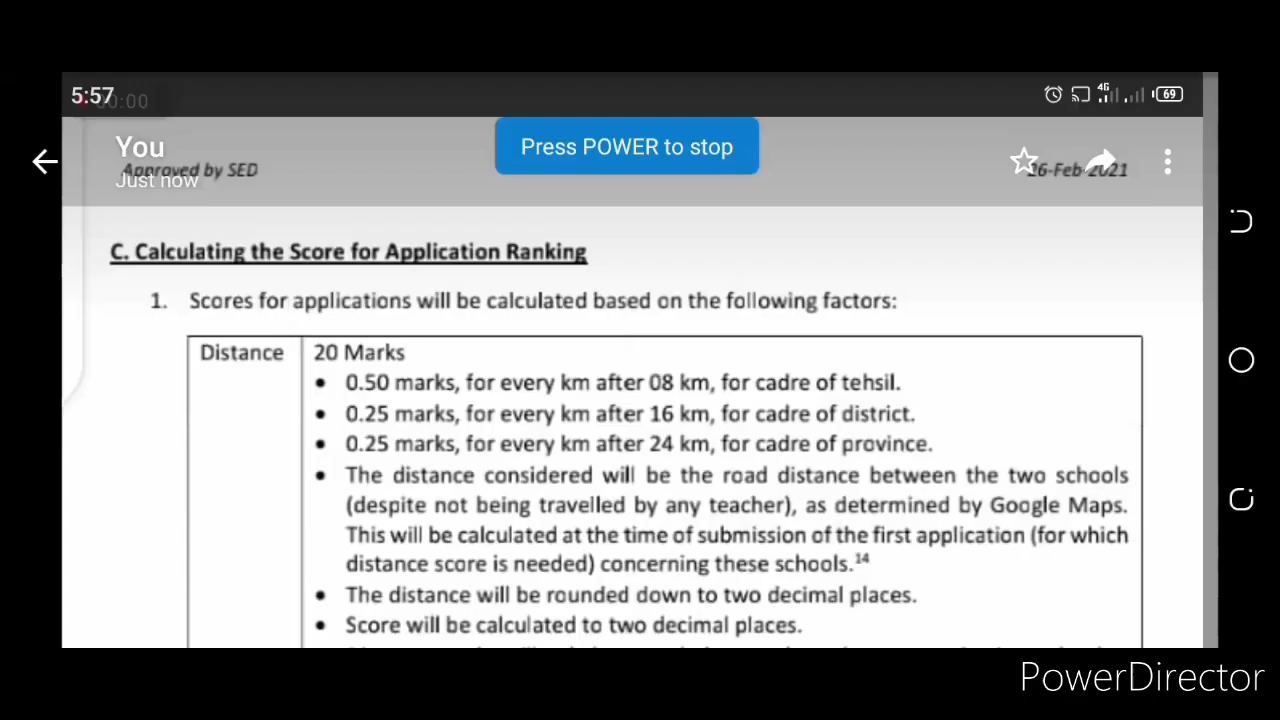 5:57
00:00
4G
69
You
Press POWER to stop
Approved by SED
26-Feb-2021
Just now
C. Calculating the Score for Application Ranking
1. Scores for applications will be calculated based on the following factors:
Distance
20 Marks
• 0.50 marks, for every km after 08 km, for cadre of tehsil.
• 0.25 marks, for every km after 16 km, for cadre of district.
• 0.25 marks, for every km after 24 km, for cadre of province.
• The distance considered will be the road distance between the two schools
(despite not being travelled by any teacher), as determined by Google Maps.
This will be calculated at the time of submission of the first application (for which
distance score is needed) concerning these schools.¹⁴
• The distance will be rounded down to two decimal places.
• Score will be calculated to two decimal places.
PowerDirector